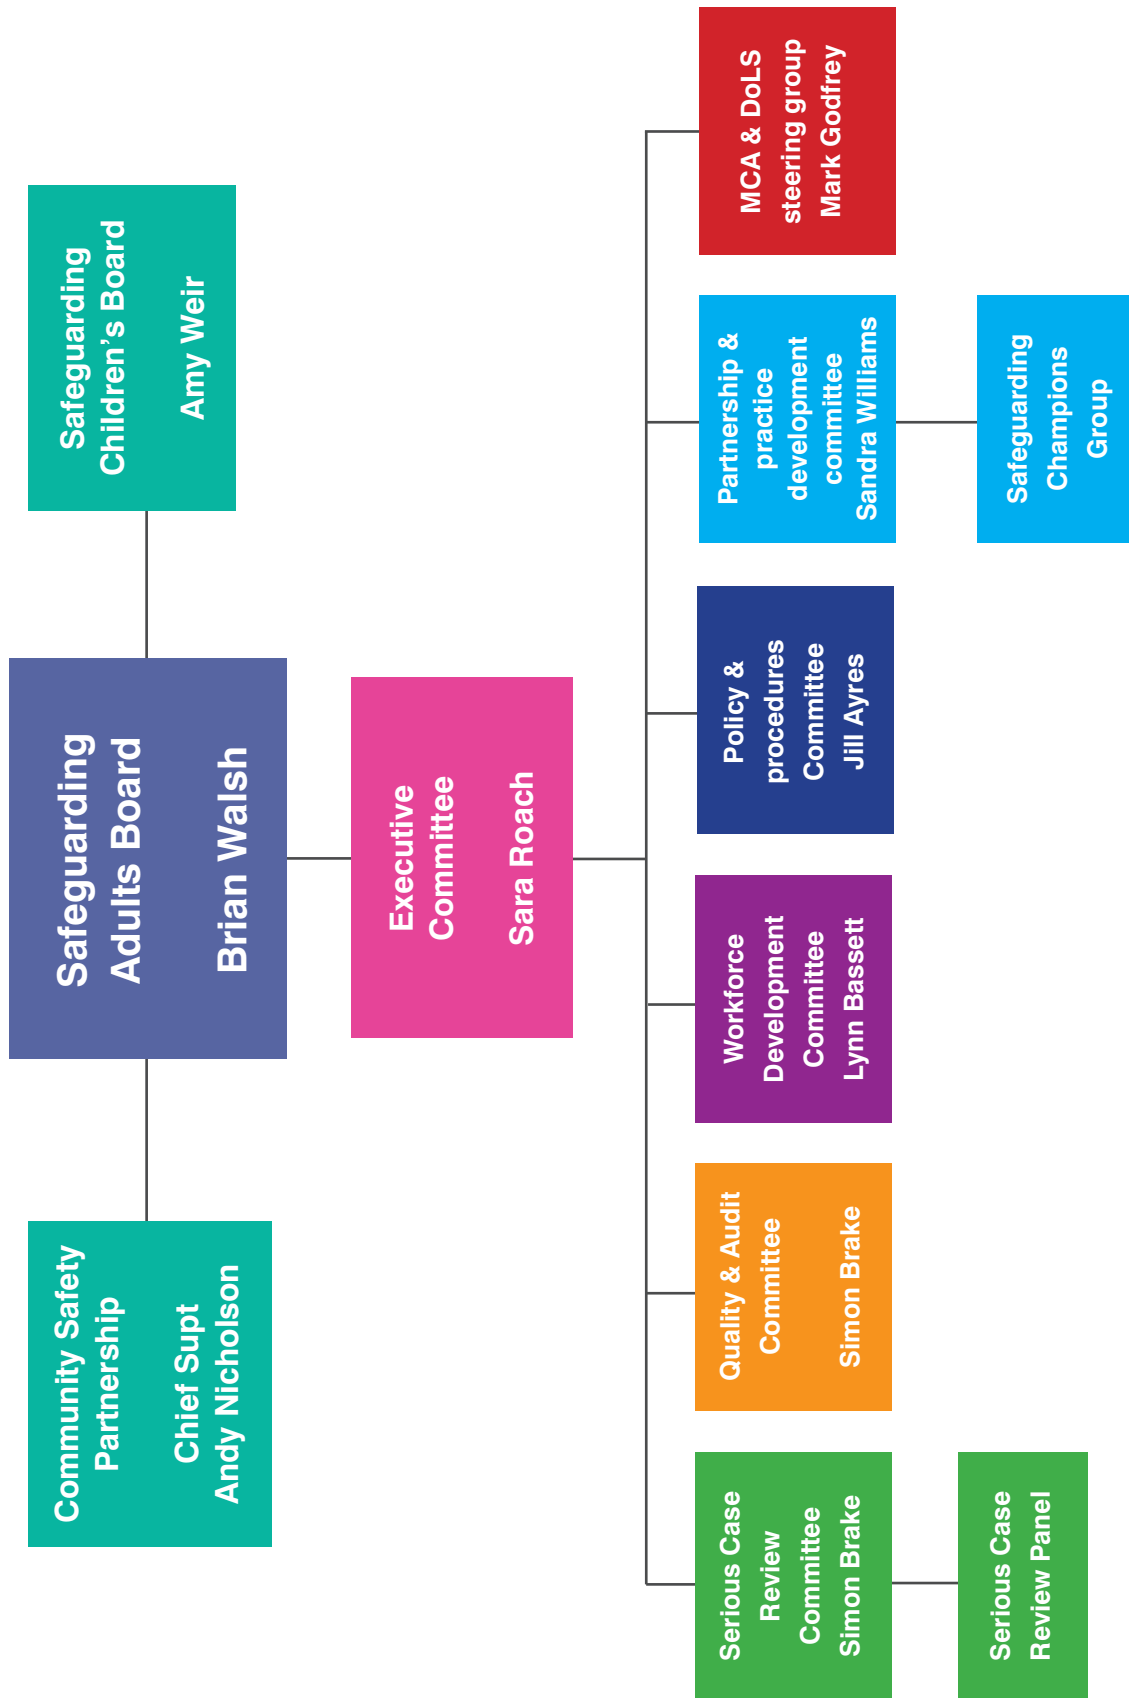 Community Safety
Partnership
Chief Supt
Andy Nicholson
Safeguarding
Adults Board
Brian Walsh
Safeguarding
Children’s Board
Amy Weir
Executive
Committee
Sara Roach
Serious Case
Review
Committee
Simon Brake
Quality & Audit
Committee
Simon Brake
Workforce
Development
Committee
Lynn Bassett
Policy &
procedures
Committee
Jill Ayres
Partnership &
practice
development
committee
Sandra Williams
MCA & DoLS
steering group
Mark Godfrey
Serious Case
Review Panel
Safeguarding
Champions
Group